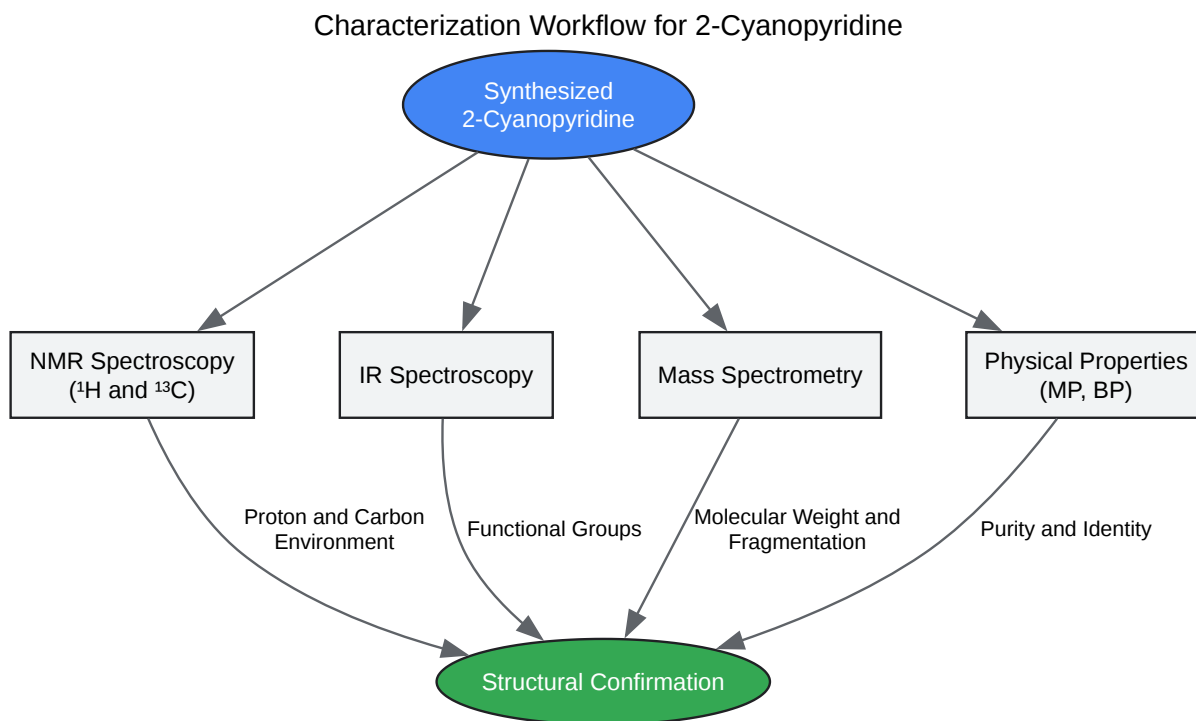 Characterization Workflow for 2-Cyanopyridine
Synthesized
2-Cyanopyridine
NMR Spectroscopy
(¹H and ¹³C)
IR Spectroscopy
Mass Spectrometry
Physical Properties
(MP, BP)
Proton and Carbon
Environment
Functional Groups
Molecular Weight and
Fragmentation
Purity and Identity
Structural Confirmation